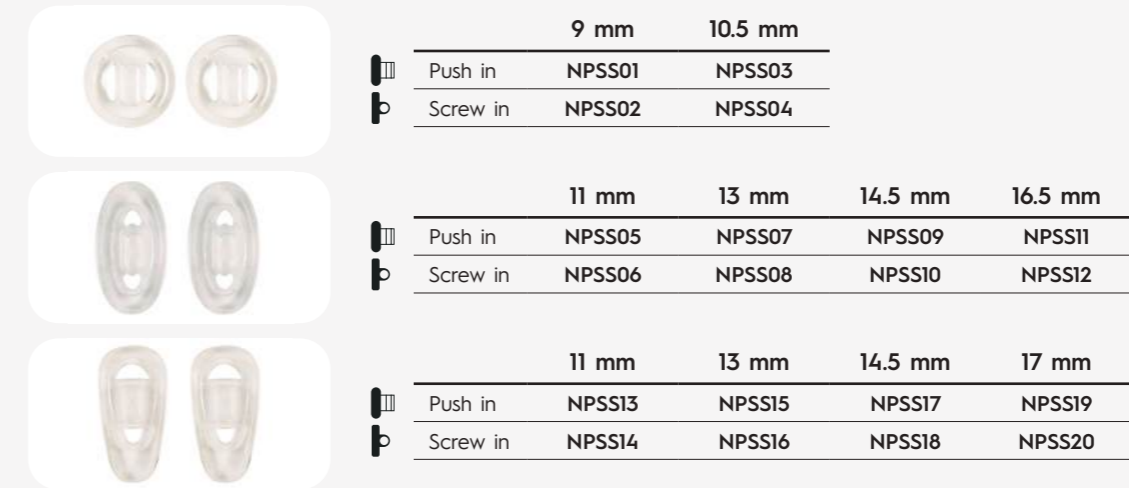 9 mm 10.5 mm
Push in NPSS01 NPSS03
Screw in NPSS02 NPSS04
11 mm 13 mm 14.5 mm 16.5 mm
Push in NPSS05 NPSS07 NPSS09 NPSS11
Screw in NPSS06 NPSS08 NPSS10 NPSS12
11 mm 13 mm 14.5 mm 17 mm
Push in NPSS13 NPSS15 NPSS17 NPSS19
Screw in NPSS14 NPSS16 NPSS18 NPSS20